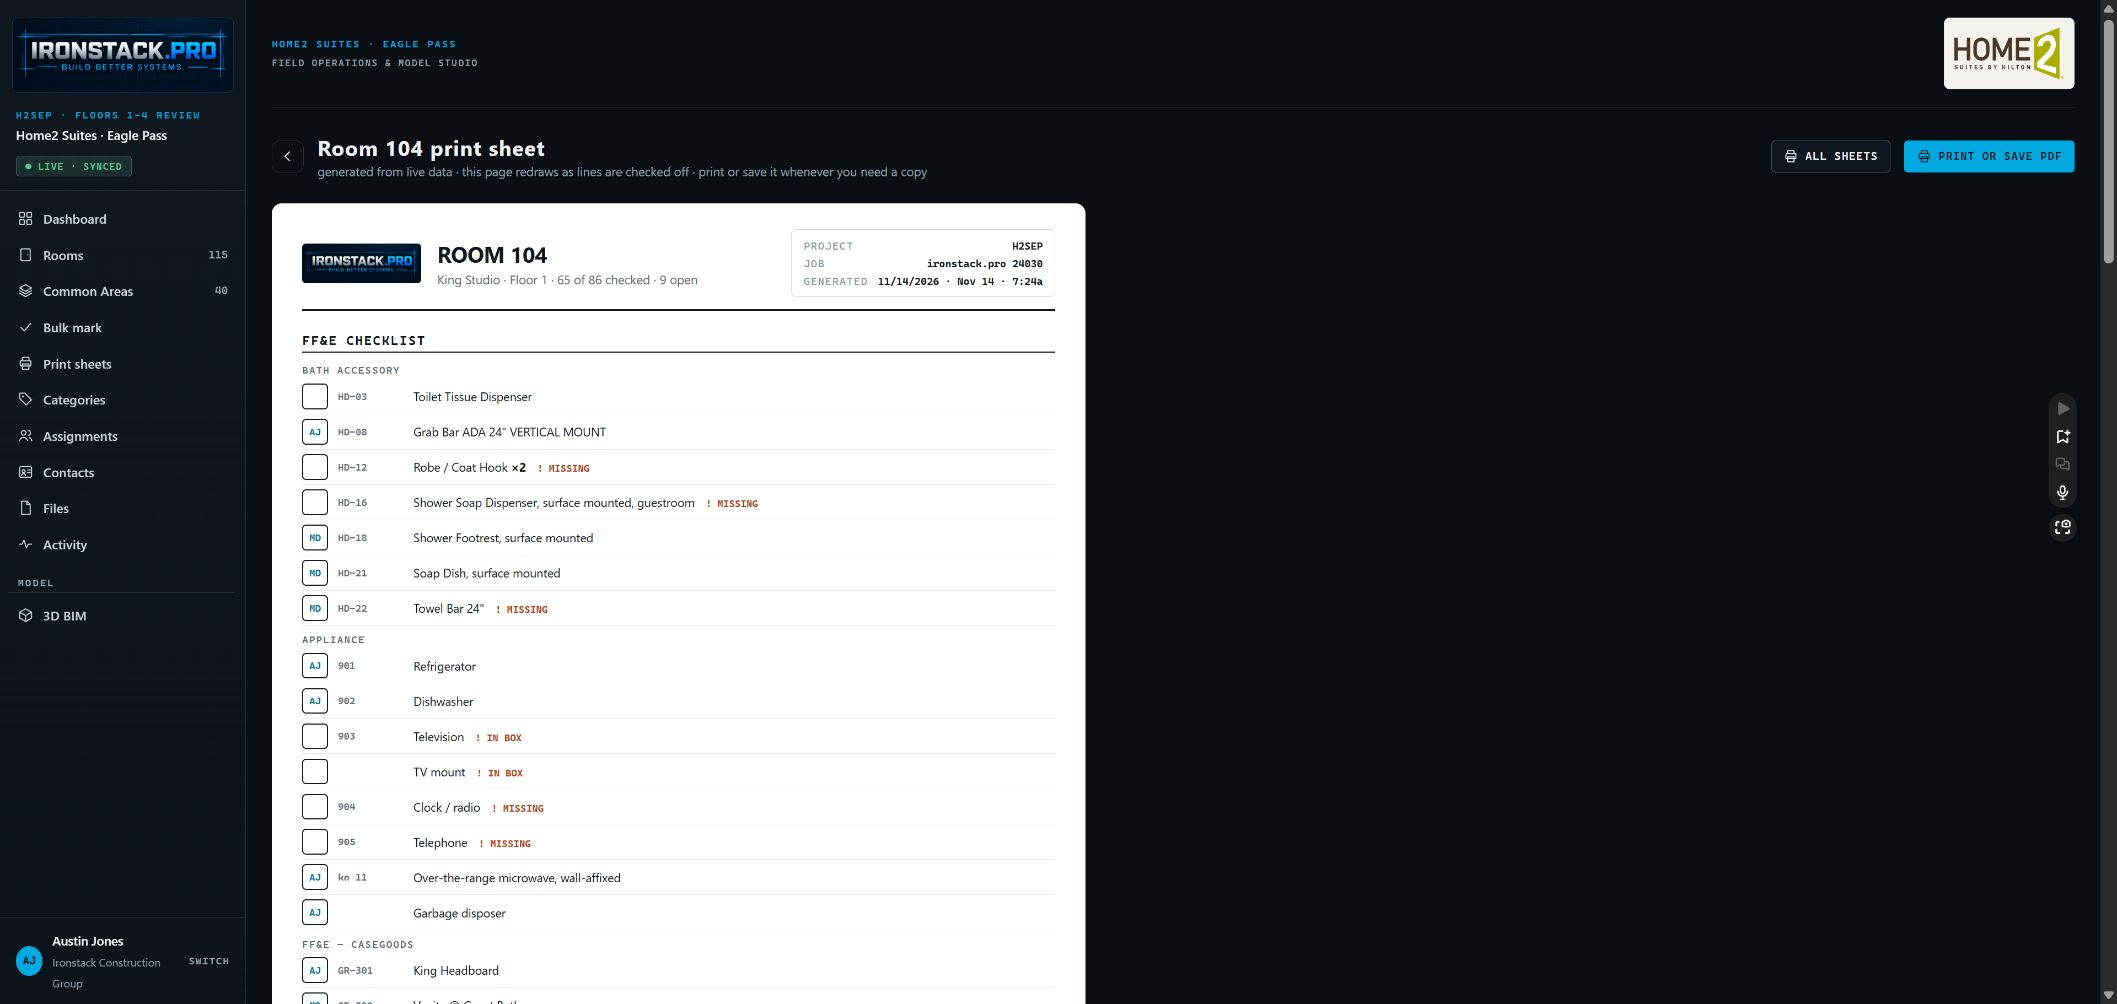 IRONSTACK.PRO
BUILD BETTER SYSTEMS.
H2SEP · FLOORS 1–4 REVIEW
Home2 Suites · Eagle Pass
LIVE · SYNCED
Dashboard
Rooms 115
Common Areas 40
Bulk mark
Print sheets
Categories
Assignments
Contacts
Files
Activity
MODEL
3D BIM
AJ
Austin Jones
Ironstack Construction Group
SWITCH
HOME2 SUITES · EAGLE PASS
FIELD OPERATIONS & MODEL STUDIO
HOME2
SUITES BY HILTON
Room 104 print sheet
generated from live data · this page redraws as lines are checked off · print or save it whenever you need a copy
ALL SHEETS
PRINT OR SAVE PDF
IRONSTACK.PRO
BUILD BETTER SYSTEMS.
ROOM 104
King Studio · Floor 1 · 65 of 86 checked · 9 open
PROJECT H2SEP
JOB ironstack.pro 24030
GENERATED 11/14/2026 · Nov 14 · 7:24a
FF&E CHECKLIST
BATH ACCESSORY
HD-03 Toilet Tissue Dispenser
AJ HD-08 Grab Bar ADA 24" VERTICAL MOUNT
HD-12 Robe / Coat Hook ×2 ! MISSING
HD-16 Shower Soap Dispenser, surface mounted, guestroom ! MISSING
MD HD-18 Shower Footrest, surface mounted
MD HD-21 Soap Dish, surface mounted
MD HD-22 Towel Bar 24" ! MISSING
APPLIANCE
AJ 901 Refrigerator
AJ 902 Dishwasher
903 Television ! IN BOX
TV mount ! IN BOX
904 Clock / radio ! MISSING
905 Telephone ! MISSING
AJ kn 11 Over-the-range microwave, wall-affixed
AJ Garbage disposer
FF&E — CASEGOODS
AJ GR-301 King Headboard